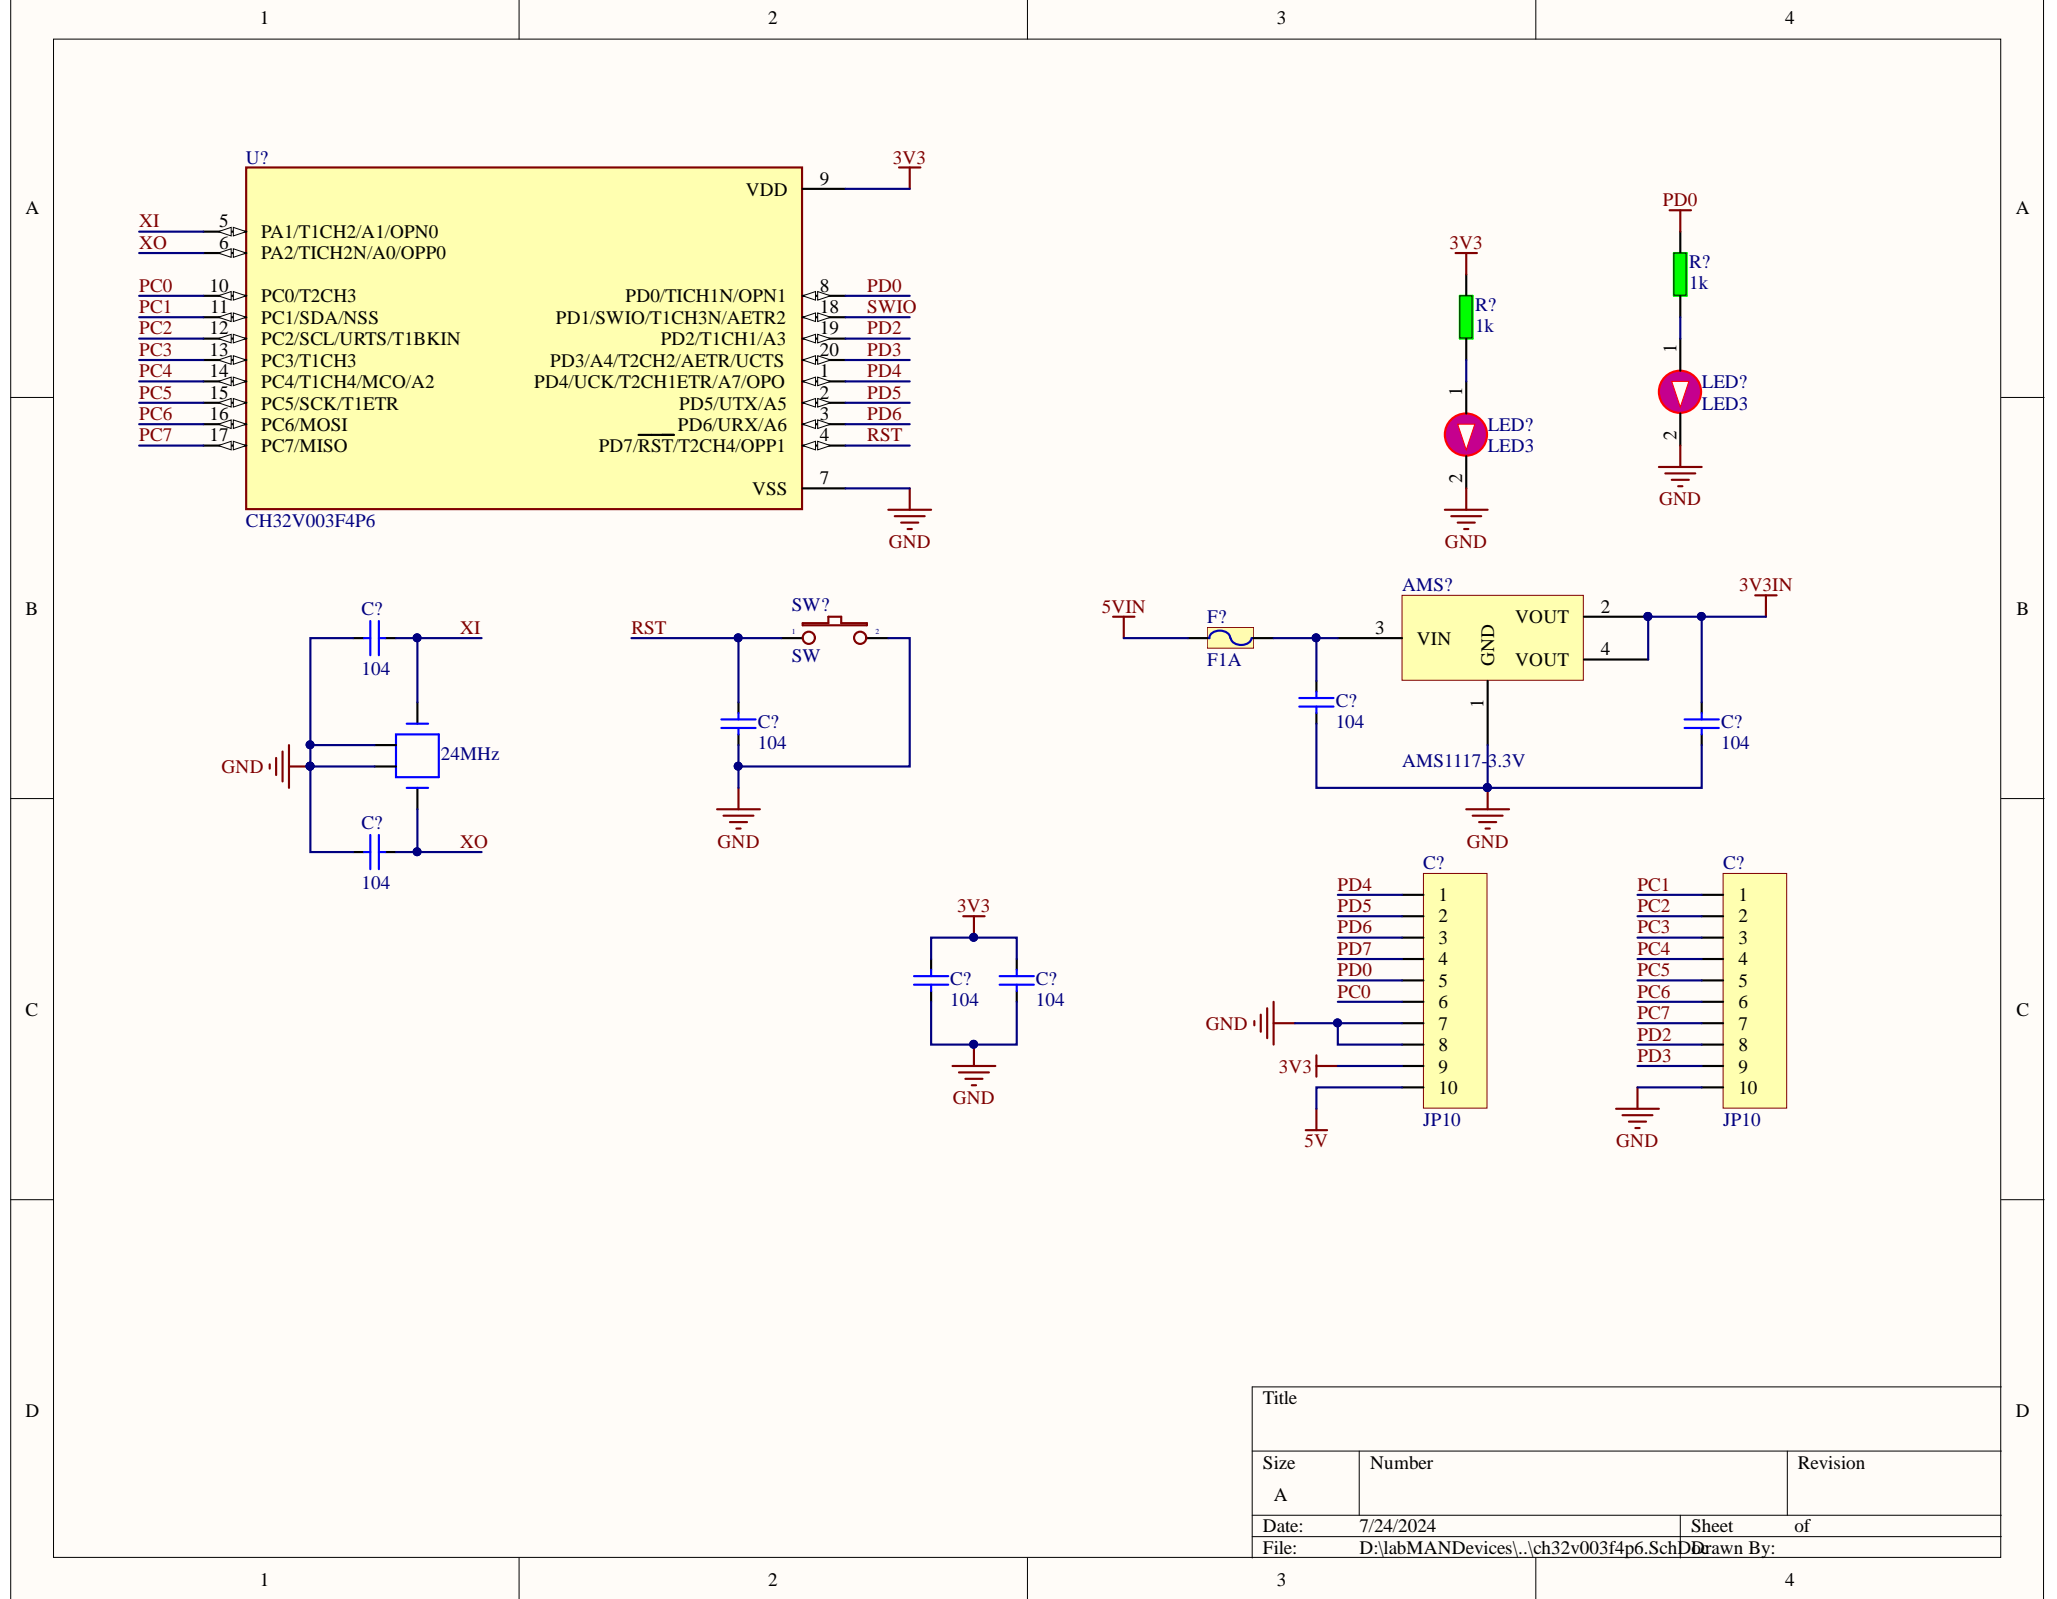 1 2 3 4
A A
B B
C C
D D
1 2 3 4
U?
VDD 9 3V3
XI 5 PA1/T1CH2/A1/OPN0
XO 6 PA2/TICH2N/A0/OPP0
PC0 10 PC0/T2CH3 PD0/TICH1N/OPN1 8 PD0
PC1 11 PC1/SDA/NSS PD1/SWIO/T1CH3N/AETR2 18 SWIO
PC2 12 PC2/SCL/URTS/T1BKIN PD2/T1CH1/A3 19 PD2
PC3 13 PC3/T1CH3 PD3/A4/T2CH2/AETR/UCTS 20 PD3
PC4 14 PC4/T1CH4/MCO/A2 PD4/UCK/T2CH1ETR/A7/OPO 1 PD4
PC5 15 PC5/SCK/T1ETR PD5/UTX/A5 2 PD5
PC6 16 PC6/MOSI PD6/URX/A6 3 PD6
PC7 17 PC7/MISO PD7/RST/T2CH4/OPP1 4 RST
VSS 7
CH32V003F4P6
GND
3V3
R?
1k
1
LED?
LED3
2
GND
PD0
R?
1k
1
LED?
LED3
2
GND
C?
104
XI
GND
24MHz
C?
104
XO
RST
SW?
1 2
SW
C?
104
GND
5VIN
F?
F1A
AMS?
3 VIN GND VOUT 2
VOUT 4
1
AMS1117-3.3V
3V3IN
C?
104
C?
104
GND
3V3
C?
104
C?
104
GND
C?
PD4 1
PD5 2
PD6 3
PD7 4
PD0 5
PC0 6
GND 7
8
3V3 9
10
5V
JP10
C?
PC1 1
PC2 2
PC3 3
PC4 4
PC5 5
PC6 6
PC7 7
PD2 8
PD3 9
10
GND
JP10
Title
Size Number Revision
A
Date: 7/24/2024 Sheet of
File: D:\labMANDevices\..\ch32v003f4p6.SchDoc Drawn By: